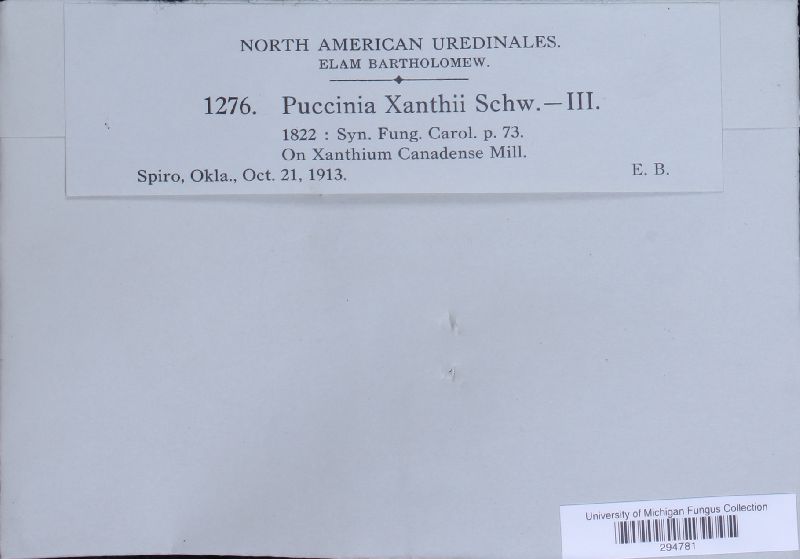 NORTH AMERICAN UREDINALES.
ELAM BARTHOLOMEW.
1276. Puccinia Xanthii Schw.—III.
1822 : Syn. Fung. Carol. p. 73.
On Xanthium Canadense Mill.
Spiro, Okla., Oct. 21, 1913. E. B.
University of Michigan Fungus Collection
294781